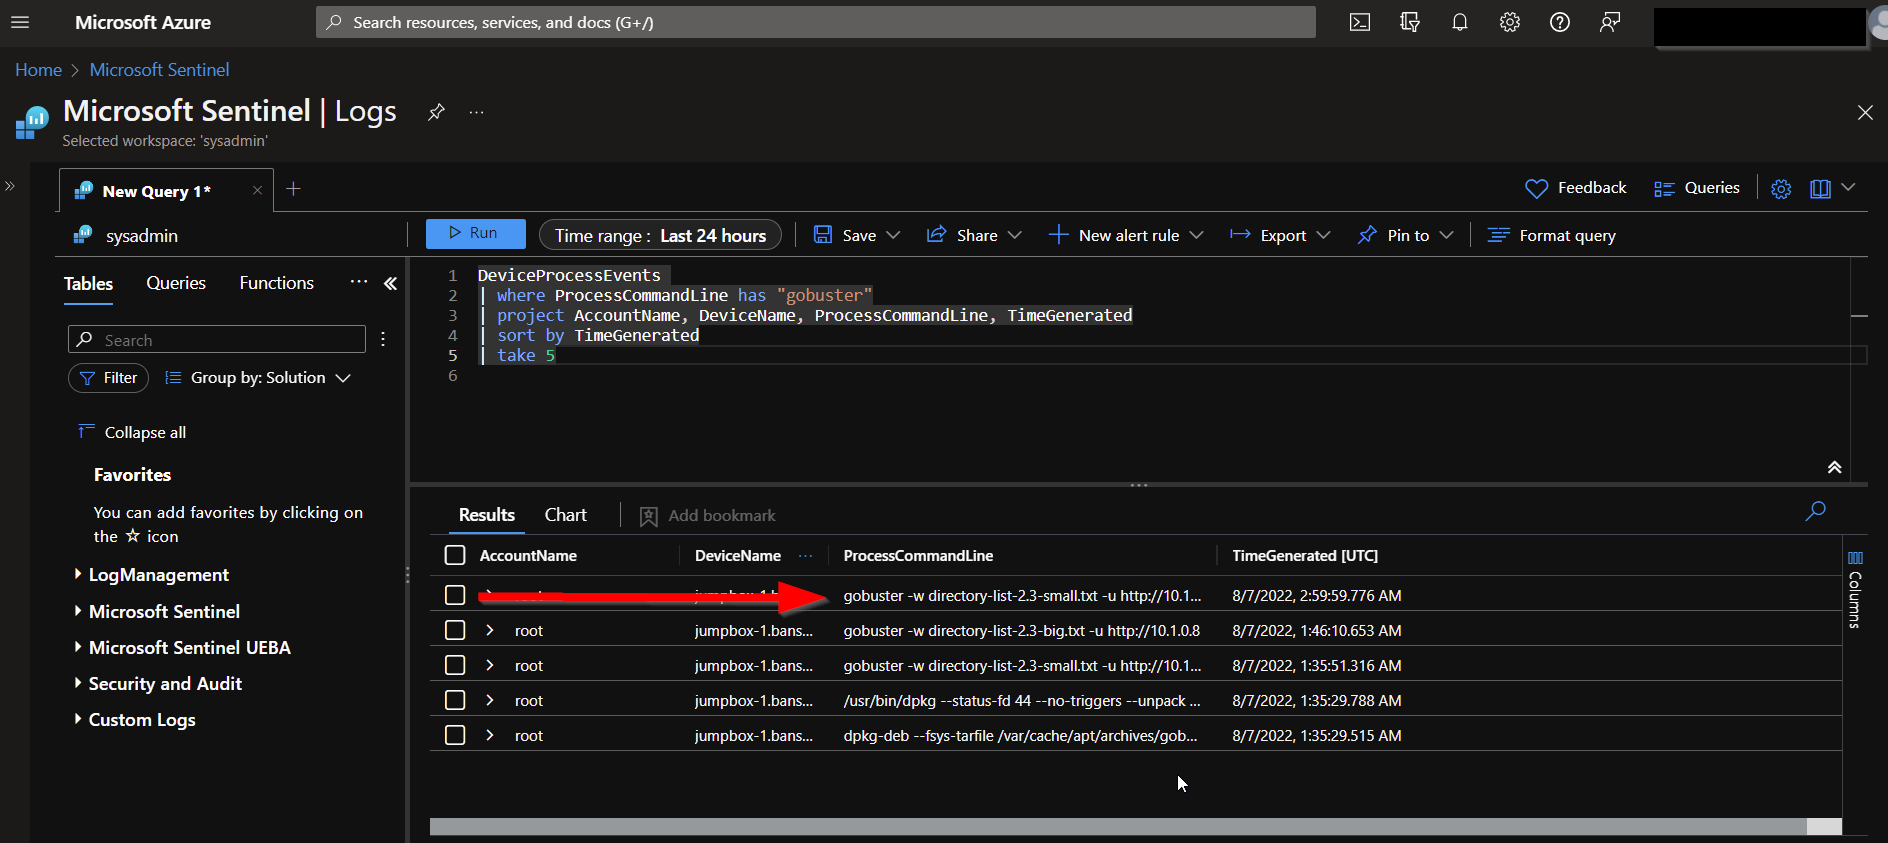 Microsoft Azure
Search resources, services, and docs (G+/)
Home > Microsoft Sentinel
Microsoft Sentinel | Logs
Selected workspace: 'sysadmin'
New Query 1*
Feedback
Queries
sysadmin
Run
Time range : Last 24 hours
Save
Share
New alert rule
Export
Pin to
Format query
Tables
Queries
Functions
Search
Filter
Group by: Solution
Collapse all
Favorites
You can add favorites by clicking on
the ☆ icon
LogManagement
Microsoft Sentinel
Microsoft Sentinel UEBA
Security and Audit
Custom Logs
1 DeviceProcessEvents
2 | where ProcessCommandLine has "gobuster"
3 | project AccountName, DeviceName, ProcessCommandLine, TimeGenerated
4 | sort by TimeGenerated
5 | take 5
6
Results
Chart
Add bookmark
AccountName DeviceName ··· ProcessCommandLine TimeGenerated [UTC]
gobuster -w directory-list-2.3-small.txt -u http://10.1... 8/7/2022, 2:59:59.776 AM
root jumpbox-1.bans... gobuster -w directory-list-2.3-big.txt -u http://10.1.0.8 8/7/2022, 1:46:10.653 AM
root jumpbox-1.bans... gobuster -w directory-list-2.3-small.txt -u http://10.1... 8/7/2022, 1:35:51.316 AM
root jumpbox-1.bans... /usr/bin/dpkg --status-fd 44 --no-triggers --unpack ... 8/7/2022, 1:35:29.788 AM
root jumpbox-1.bans... dpkg-deb --fsys-tarfile /var/cache/apt/archives/gob... 8/7/2022, 1:35:29.515 AM
Columns